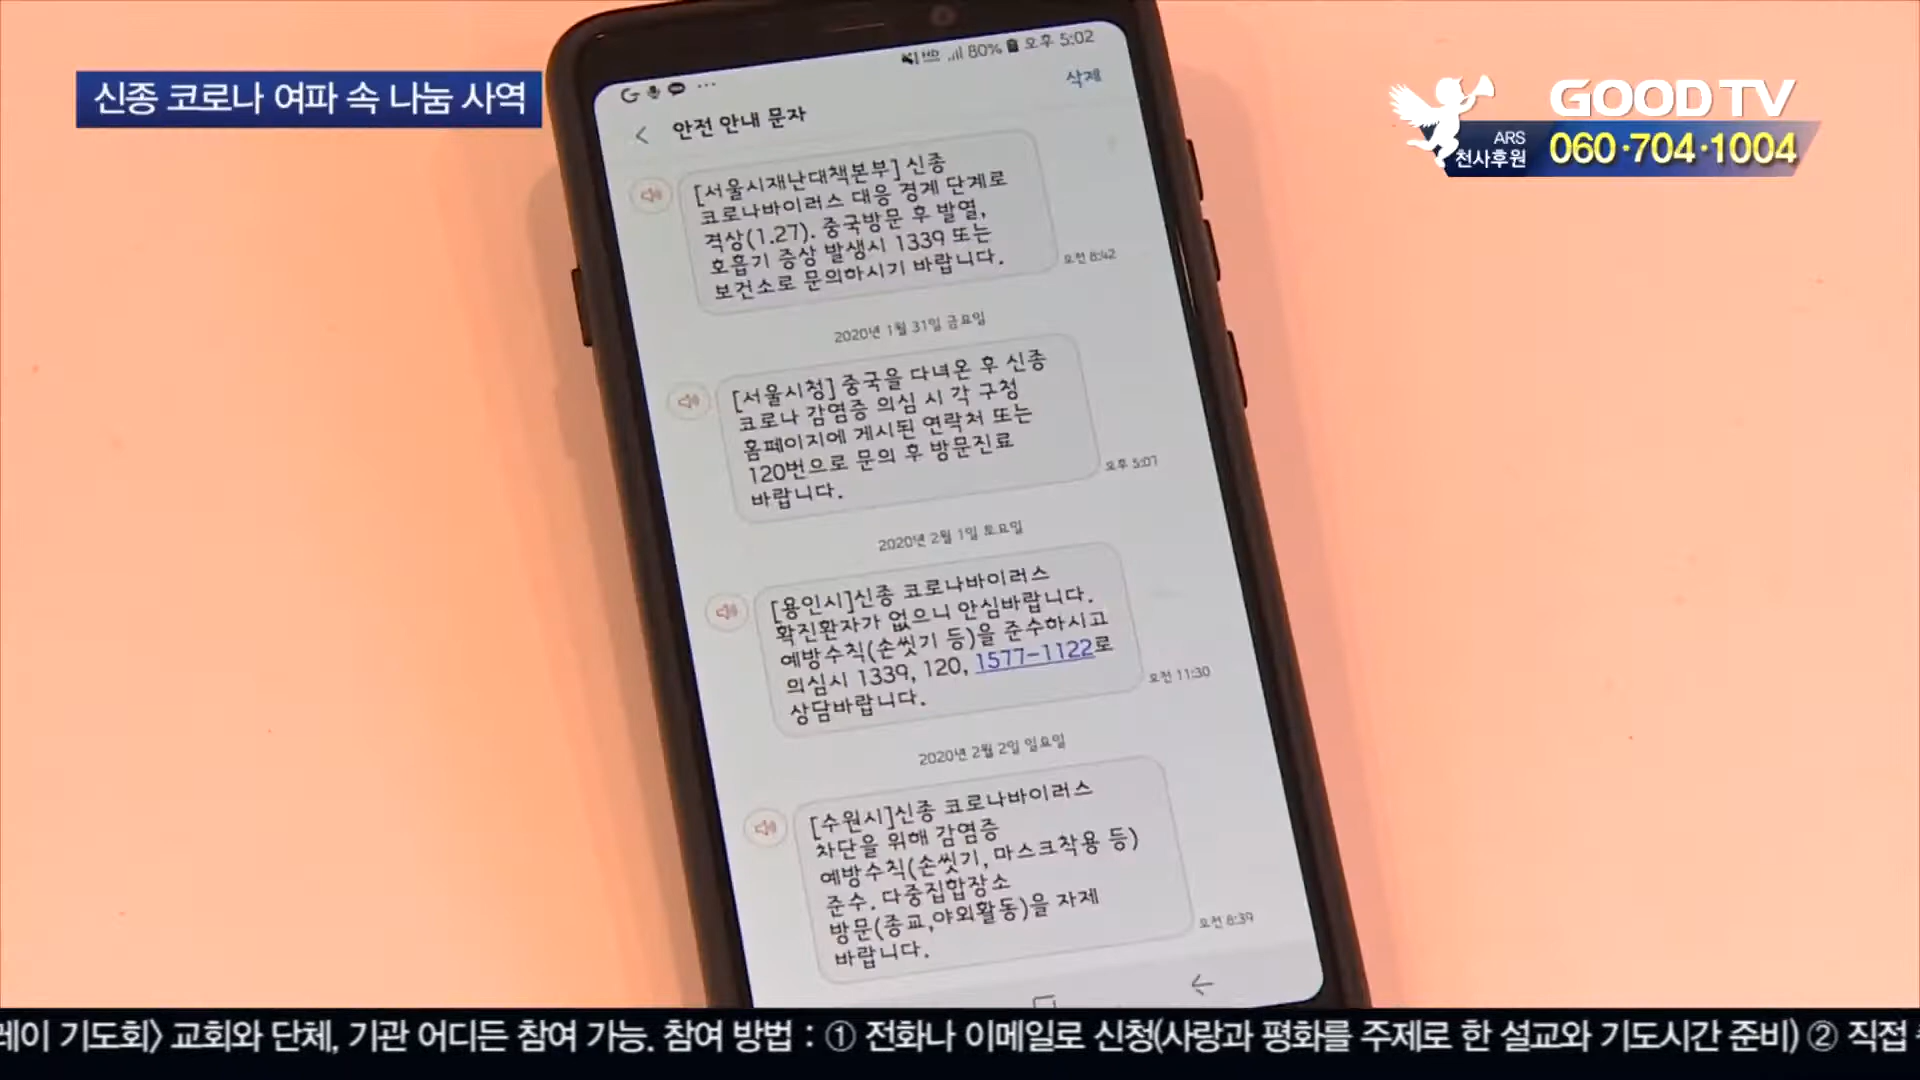 신종 코로나 여파 속 나눔 사역
GOODTV
ARS
천사후원
060·704·1004
80% 오후 5:02
삭제
안전 안내 문자
[서울시재난대책본부] 신종
코로나바이러스 대응 경계 단계로
격상(1.27). 중국방문 후 발열,
호흡기 증상 발생시 1339 또는
보건소로 문의하시기 바랍니다.
오전 8:42
2020년 1월 31일 금요일
[서울시청] 중국을 다녀온 후 신종
코로나 감염증 의심 시 각 구청
홈페이지에 게시된 연락처 또는
120번으로 문의 후 방문진료
바랍니다.
오후 5:07
2020년 2월 1일 토요일
[용인시]신종 코로나바이러스
확진환자가 없으니 안심바랍니다.
예방수칙(손씻기 등)을 준수하시고
의심시 1339, 120, 1577-1122로
상담바랍니다.
오전 11:30
2020년 2월 2일 일요일
[수원시]신종 코로나바이러스
차단을 위해 감염증
예방수칙(손씻기, 마스크착용 등)
준수. 다중집합장소
방문(종교,야외활동)을 자제
바랍니다.
오전 8:39
레이 기도회> 교회와 단체, 기관 어디든 참여 가능. 참여 방법 : ① 전화나 이메일로 신청(사랑과 평화를 주제로 한 설교와 기도시간 준비) ② 직접